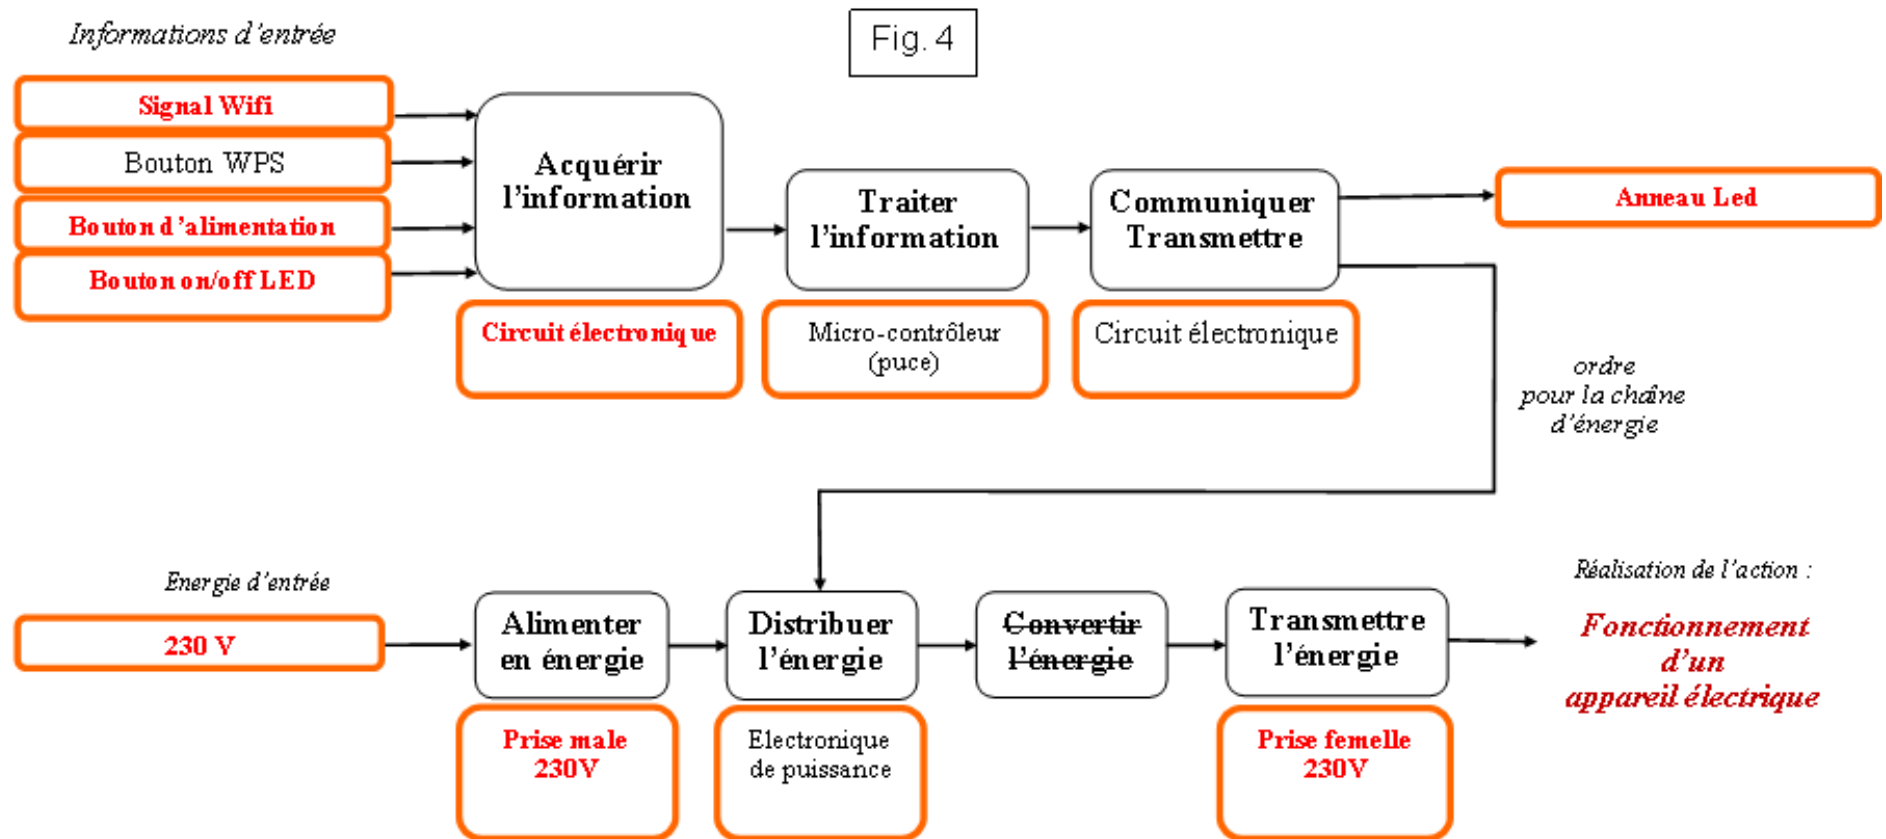 Informations d'entrée
Fig. 4
Signal Wifi
Bouton WPS
Bouton d'alimentation
Bouton on/off LED
Acquérir
l'information
Circuit électronique
Traiter
l'information
Micro-contrôleur
(puce)
Communiquer
Transmettre
Circuit électronique
Anneau Led
ordre
pour la chaîne
d'énergie
Energie d'entrée
230 V
Alimenter
en énergie
Prise male
230V
Distribuer
l'énergie
Electronique
de puissance
Convertir
l'énergie
Transmettre
l'énergie
Prise femelle
230V
Réalisation de l'action :
Fonctionnement
d'un
appareil électrique